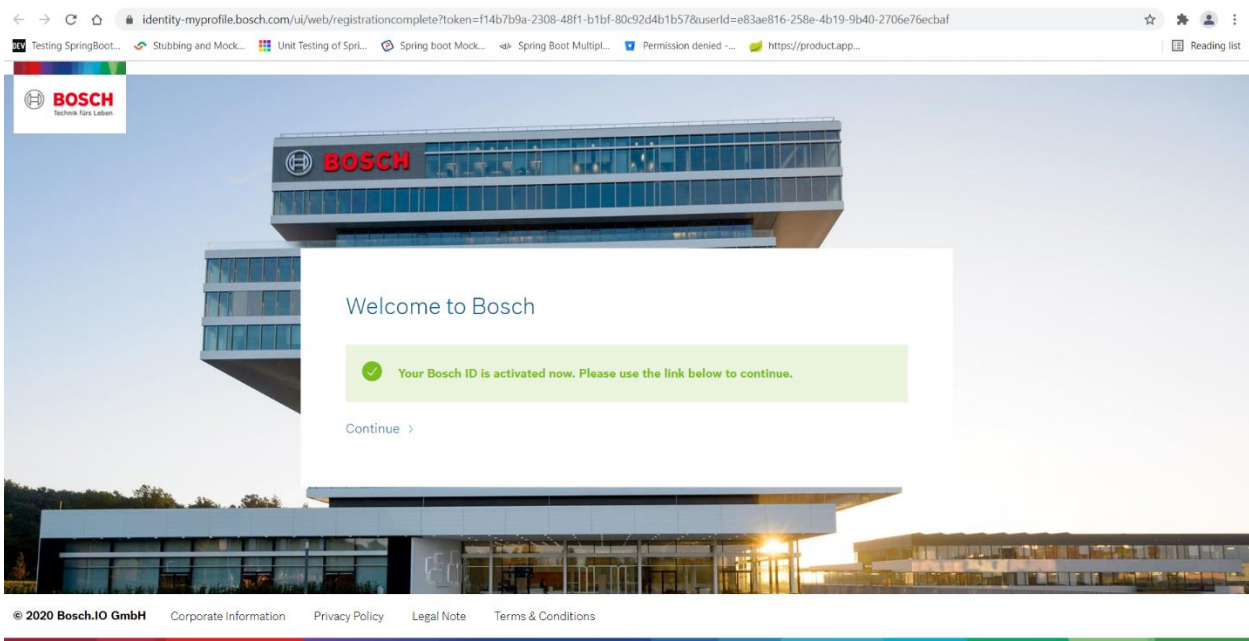 identity-myprofile.bosch.com/ui/web/registrationcomplete?token=f14b7b9a-2308-48f1-b1bf-80c92d4b1b57&userId=e83ae816-258e-4b19-9b40-2706e76ecbaf
DEV Testing SpringBoot... Stubbing and Mock... Unit Testing of Spri... Spring boot Mock... Spring Boot Multipl... Permission denied -... https://product.app... Reading list
BOSCH
Technik fürs Leben
BOSCH
Welcome to Bosch
Your Bosch ID is activated now. Please use the link below to continue.
Continue >
© 2020 Bosch.IO GmbH Corporate Information Privacy Policy Legal Note Terms & Conditions